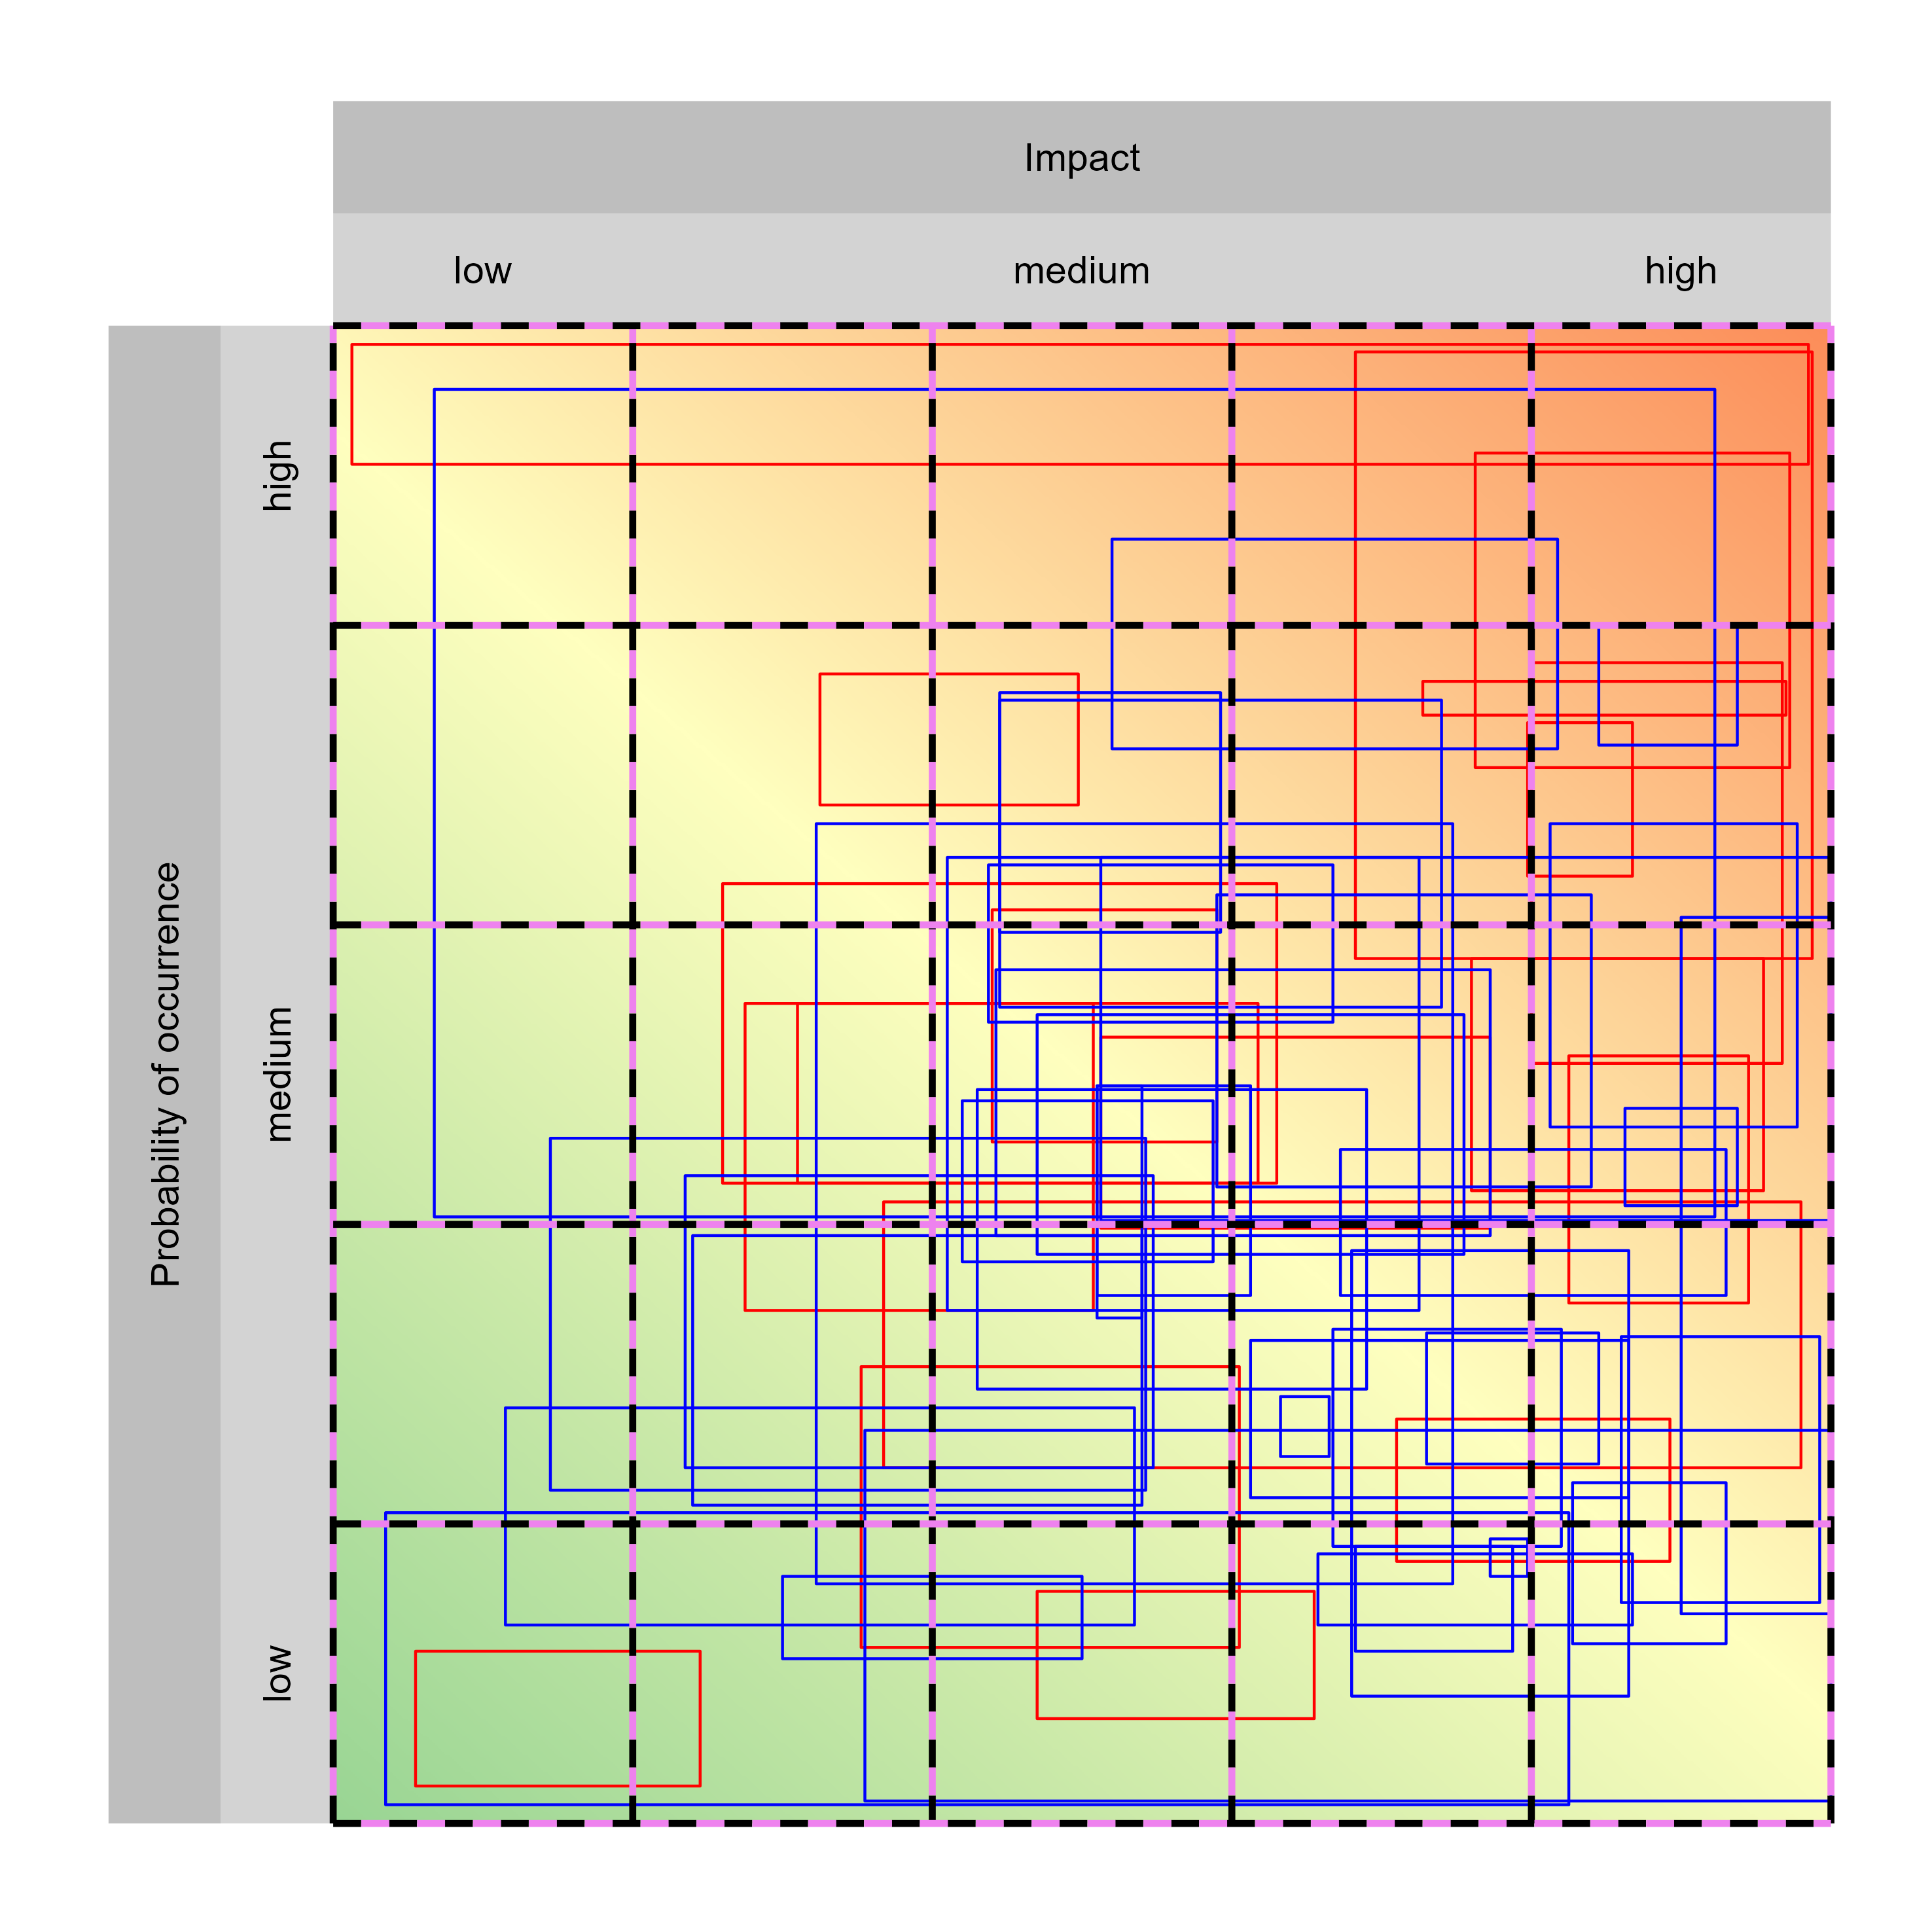 Impact
low medium high
Probability of occurrence
high
medium
low